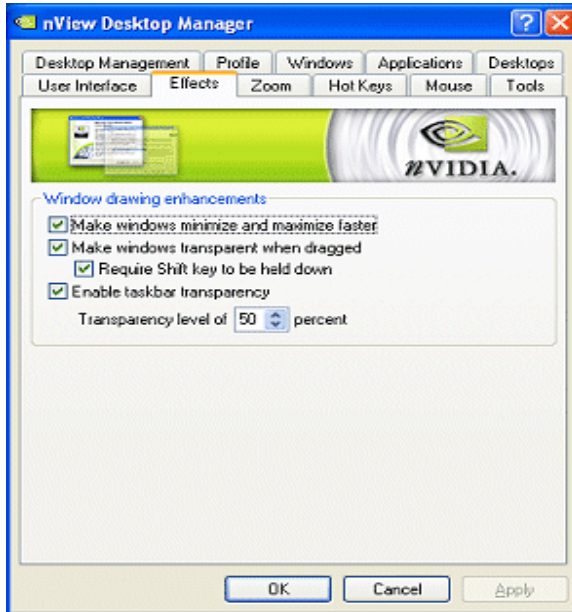 nView Desktop Manager
Desktop Management Profile Windows Applications Desktops
User Interface Effects Zoom Hot Keys Mouse Tools
nVIDIA.
Window drawing enhancements
Make windows minimize and maximize faster
Make windows transparent when dragged
Require Shift key to be held down
Enable taskbar transparency
Transparency level of 50 percent
OK Cancel Apply